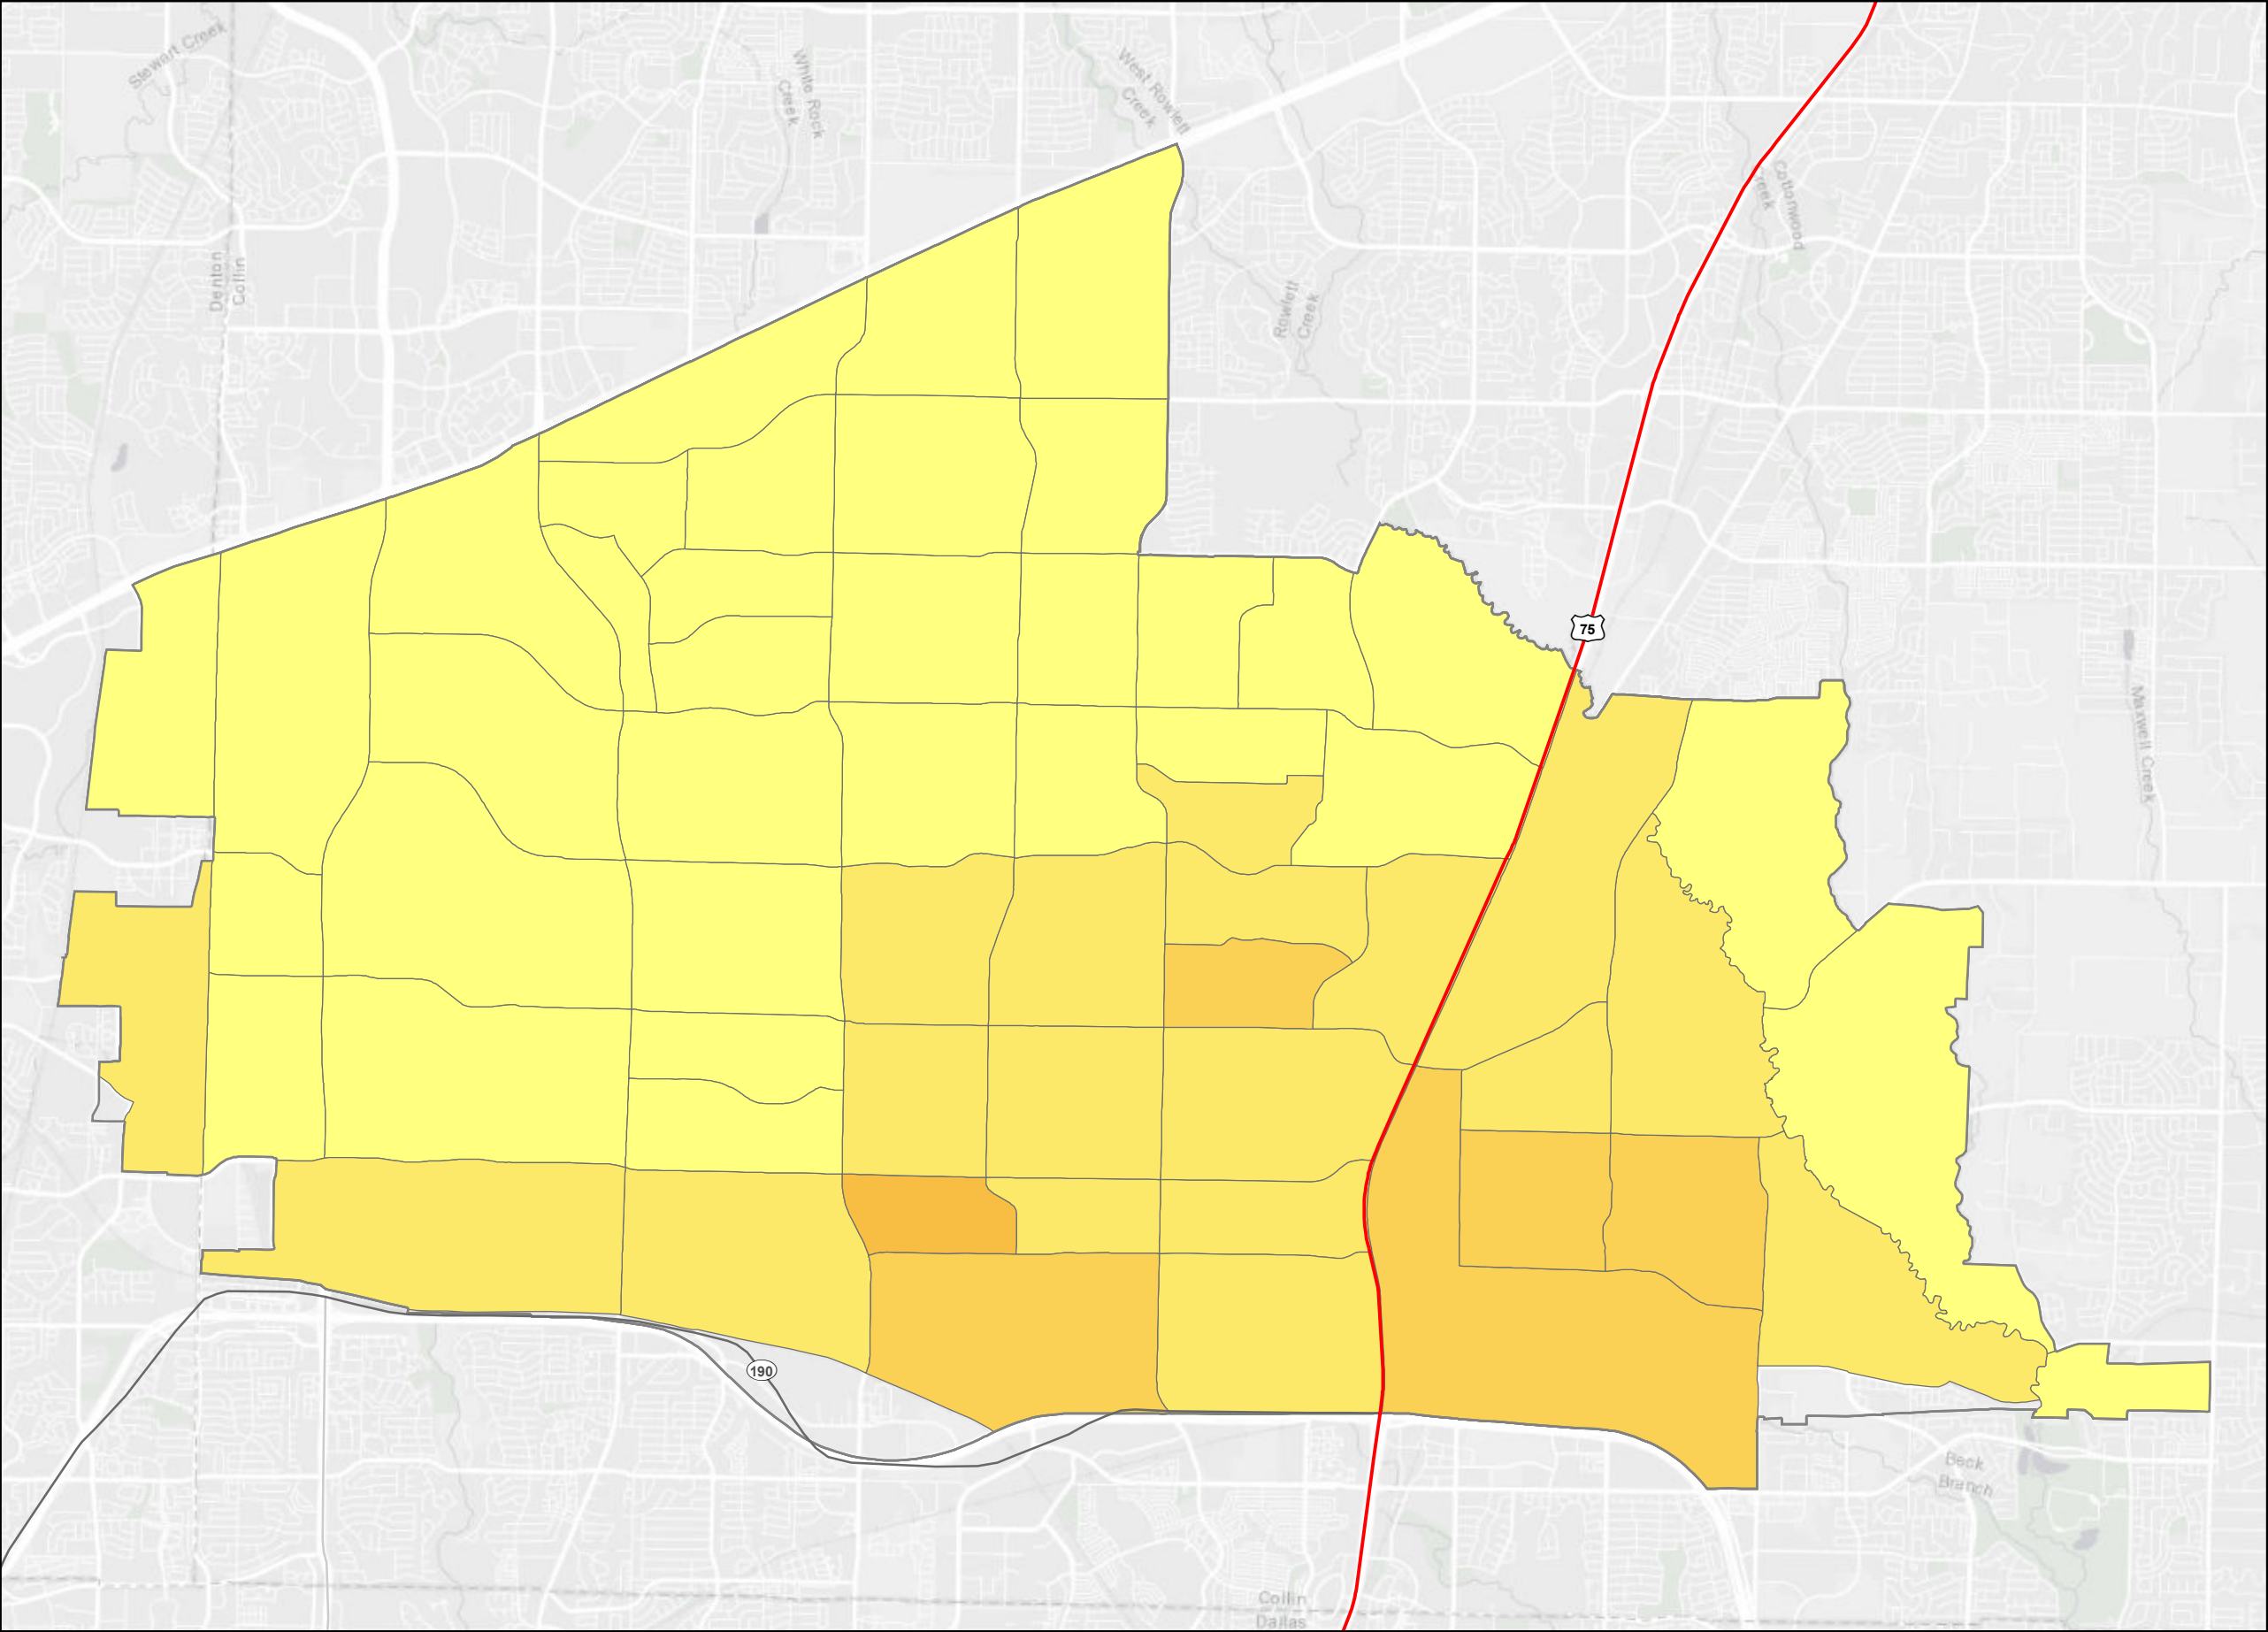 Stewart Creek
White Rock
Creek
West Rowlett
Creek
Cottonwood
Creek
Denton
Collin
Rowlett
Creek
75
Maxwell Creek
190
Beck
Branch
Collin
Dallas